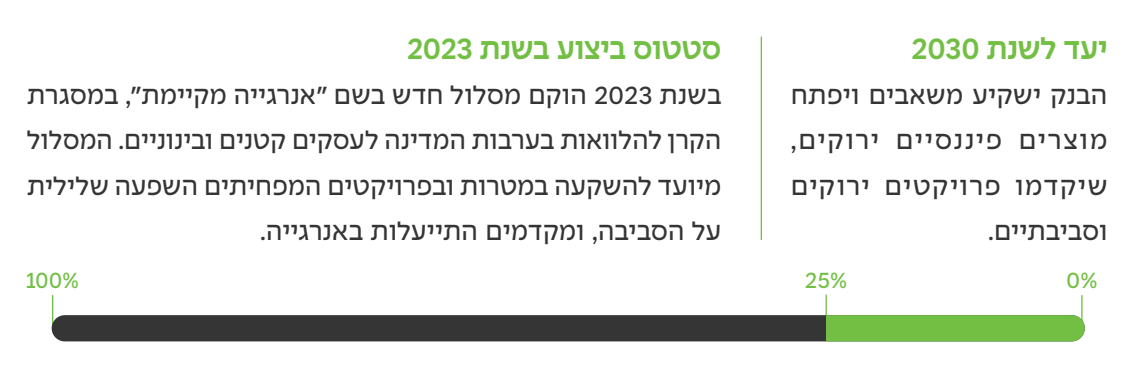 יעד לשנת 2030
הבנק ישקיע משאבים ויפתח
מוצרים פיננסיים ירוקים,
שיקדמו פרויקטים ירוקים
וסביבתיים.
סטטוס ביצוע בשנת 2023
בשנת 2023 הוקם מסלול חדש בשם "אנרגייה מקיימת", במסגרת
הקרן להלוואות בערבות המדינה לעסקים קטנים ובינוניים. המסלול
מיועד להשקעה במטרות ובפרויקטים המפחיתים השפעה שלילית
על הסביבה, ומקדמים התייעלות באנרגייה.
0%
25%
100%